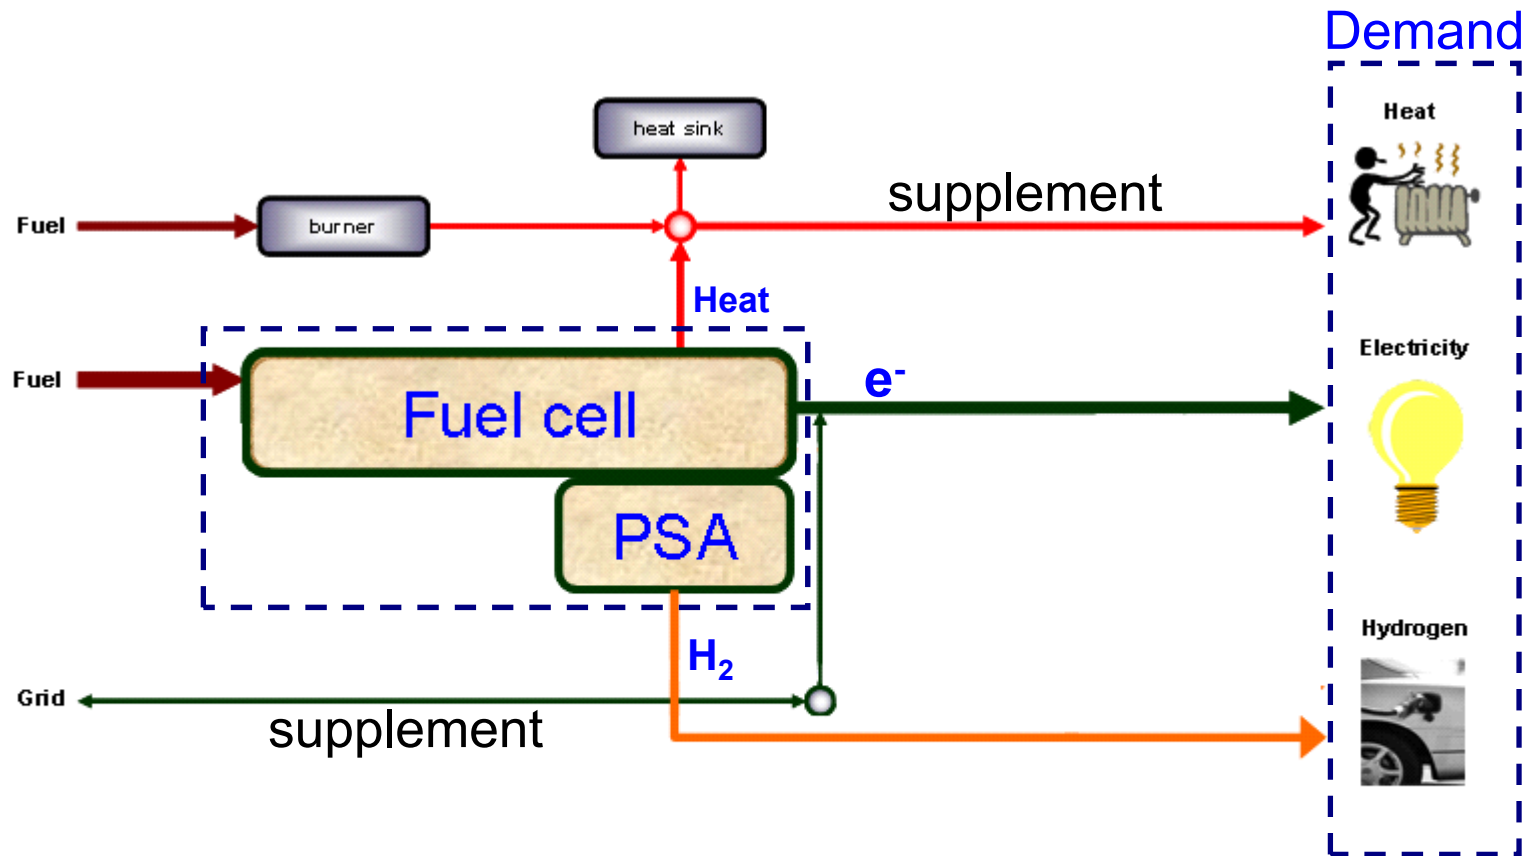 Demand
Heat
heat sink
supplement
Fuel
burner
Heat
Electricity
Fuel
Fuel cell
e-
PSA
Hydrogen
H2
Grid
supplement